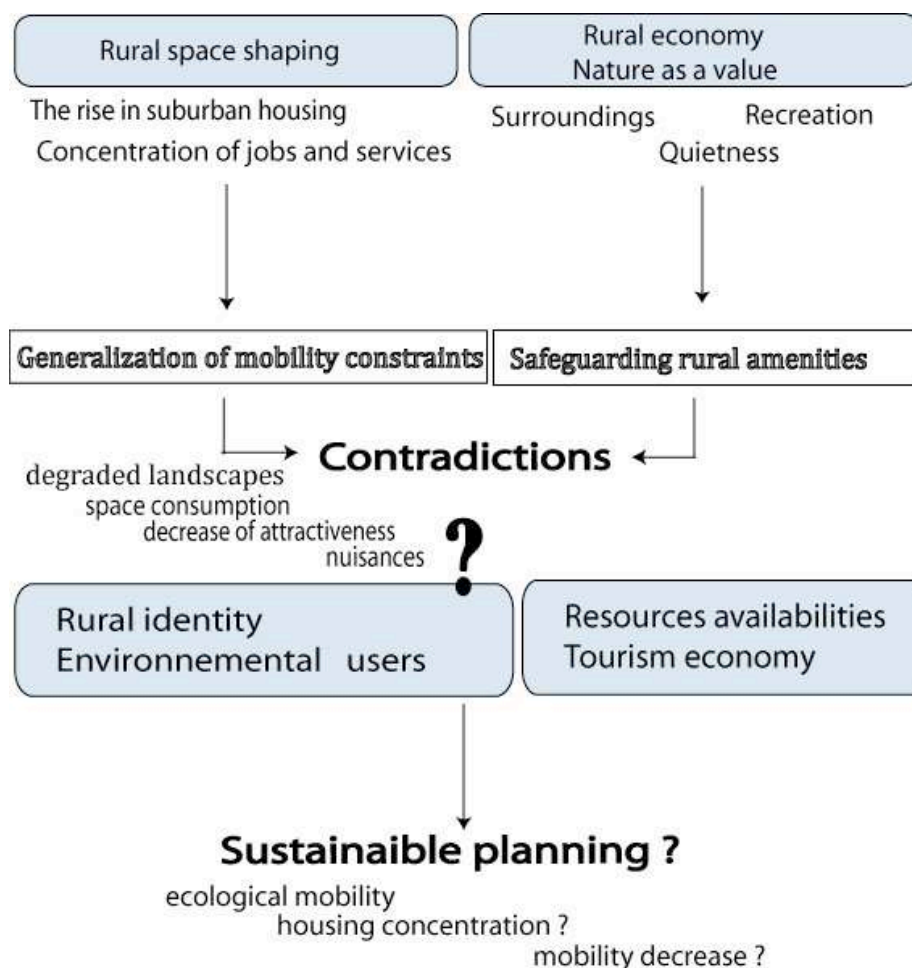 Rural space shaping
Rural economy
Nature as a value
The rise in suburban housing
Concentration of jobs and services
Surroundings
Recreation
Quietness
Generalization of mobility constraints
Safeguarding rural amenities
Contradictions
degraded landscapes
space consumption
decrease of attractiveness
nuisances
?
Rural identity
Environnemental users
Resources availabilities
Tourism economy
Sustainaible planning ?
ecological mobility
housing concentration ?
mobility decrease ?